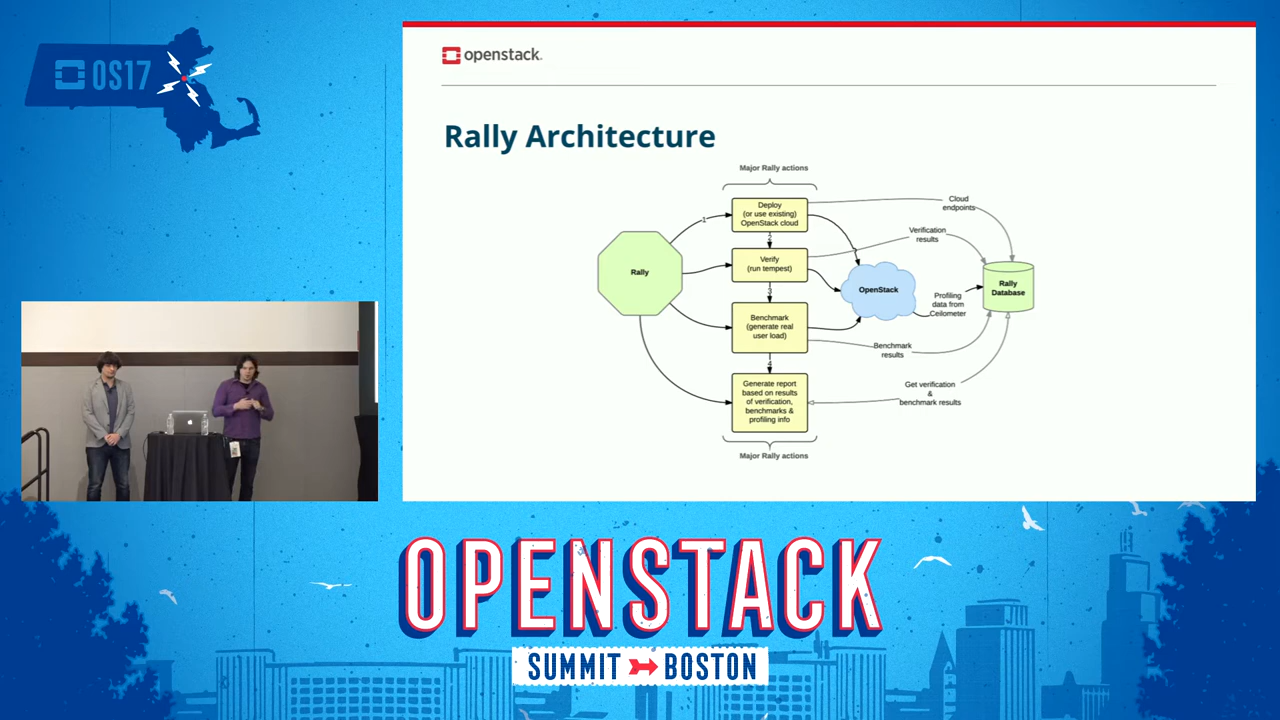 OS17
openstack.
Rally Architecture
Major Rally actions
Deploy
(or use existing)
OpenStack cloud
Cloud
endpoints
1
2
Verification
results
Verify
(run tempest)
Rally
OpenStack
Rally
Database
3
Profiling
data from
Ceilometer
Benchmark
(generate real
user load)
Benchmark
results
4
Generate report
based on results
of verification,
benchmarks &
profiling info
Get verification
&
benchmark results
Major Rally actions
OPENSTACK
SUMMIT BOSTON